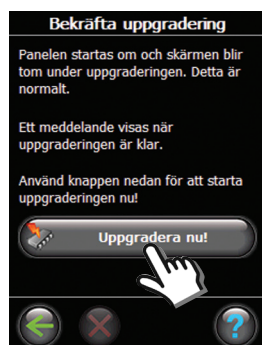 Bekräfta uppgradering
Panelen startas om och skärmen blir
tom under uppgraderingen. Detta är
normalt.
Ett meddelande visas när
uppgraderingen är klar.
Använd knappen nedan för att starta
uppgraderingen nu!
Uppgradera nu!
?